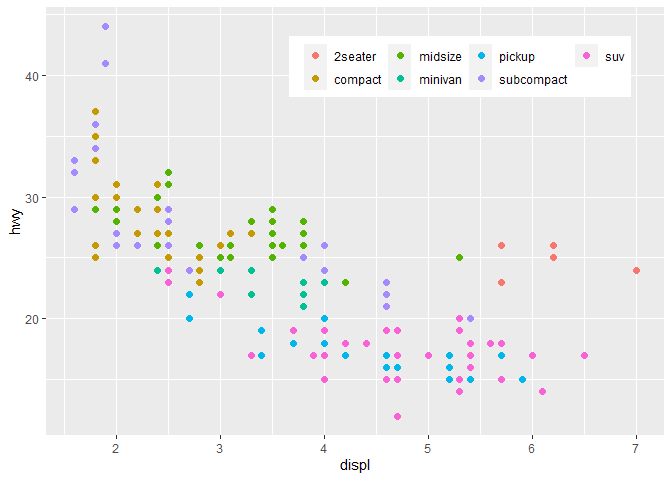 2seater midsize pickup suv
compact minivan subcompact
40
30
20
hwy
2 3 4 5 6 7
displ